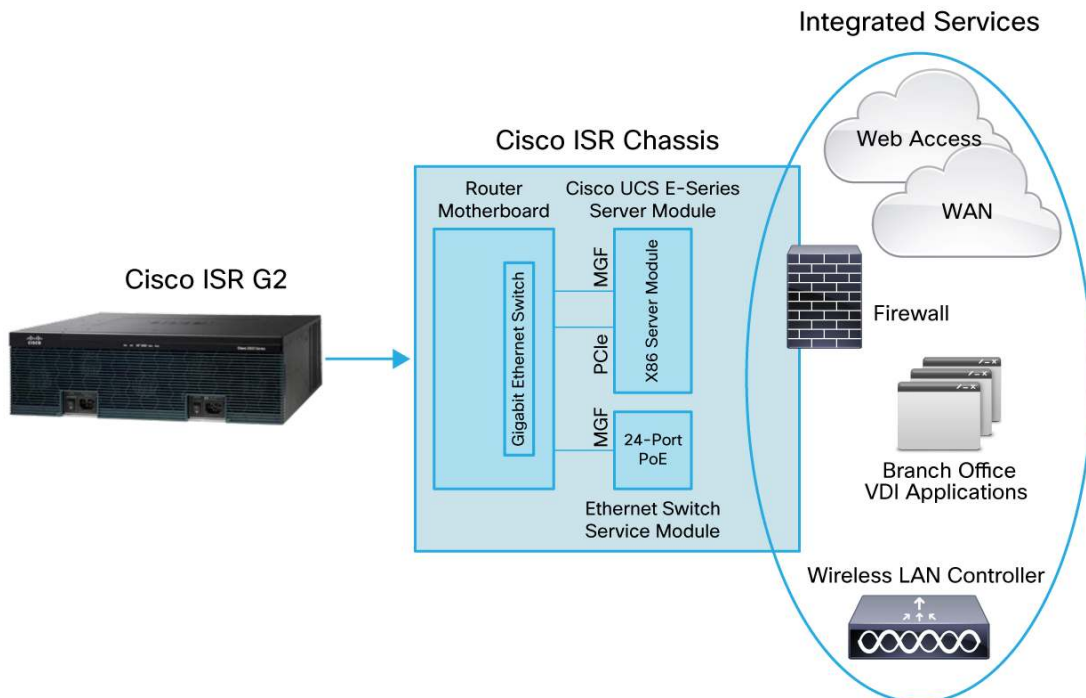 Integrated Services
Web Access
WAN
Cisco ISR Chassis
Router
Motherboard
Cisco UCS E-Series
Server Module
Cisco ISR G2
CISCO
Gigabit Ethernet Switch
MGF
PCIe
X86 Server Module
MGF
24-Port
PoE
Ethernet Switch
Service Module
Firewall
Branch Office
VDI Applications
Wireless LAN Controller